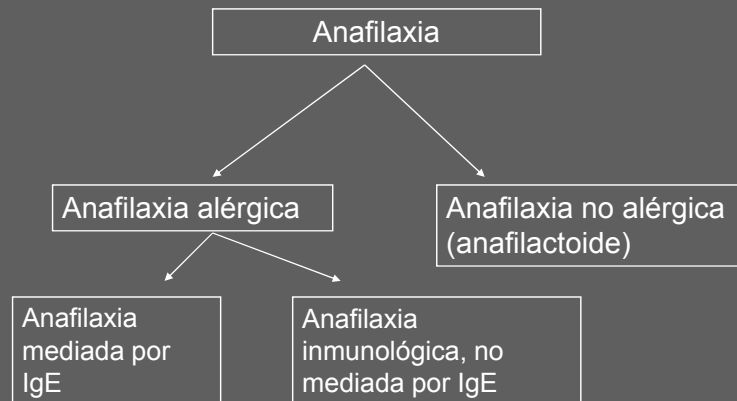 Anafilaxia
Anafilaxia alérgica
Anafilaxia no alérgica
(anafilactoide)
Anafilaxia
mediada por
IgE
Anafilaxia
inmunológica, no
mediada por IgE